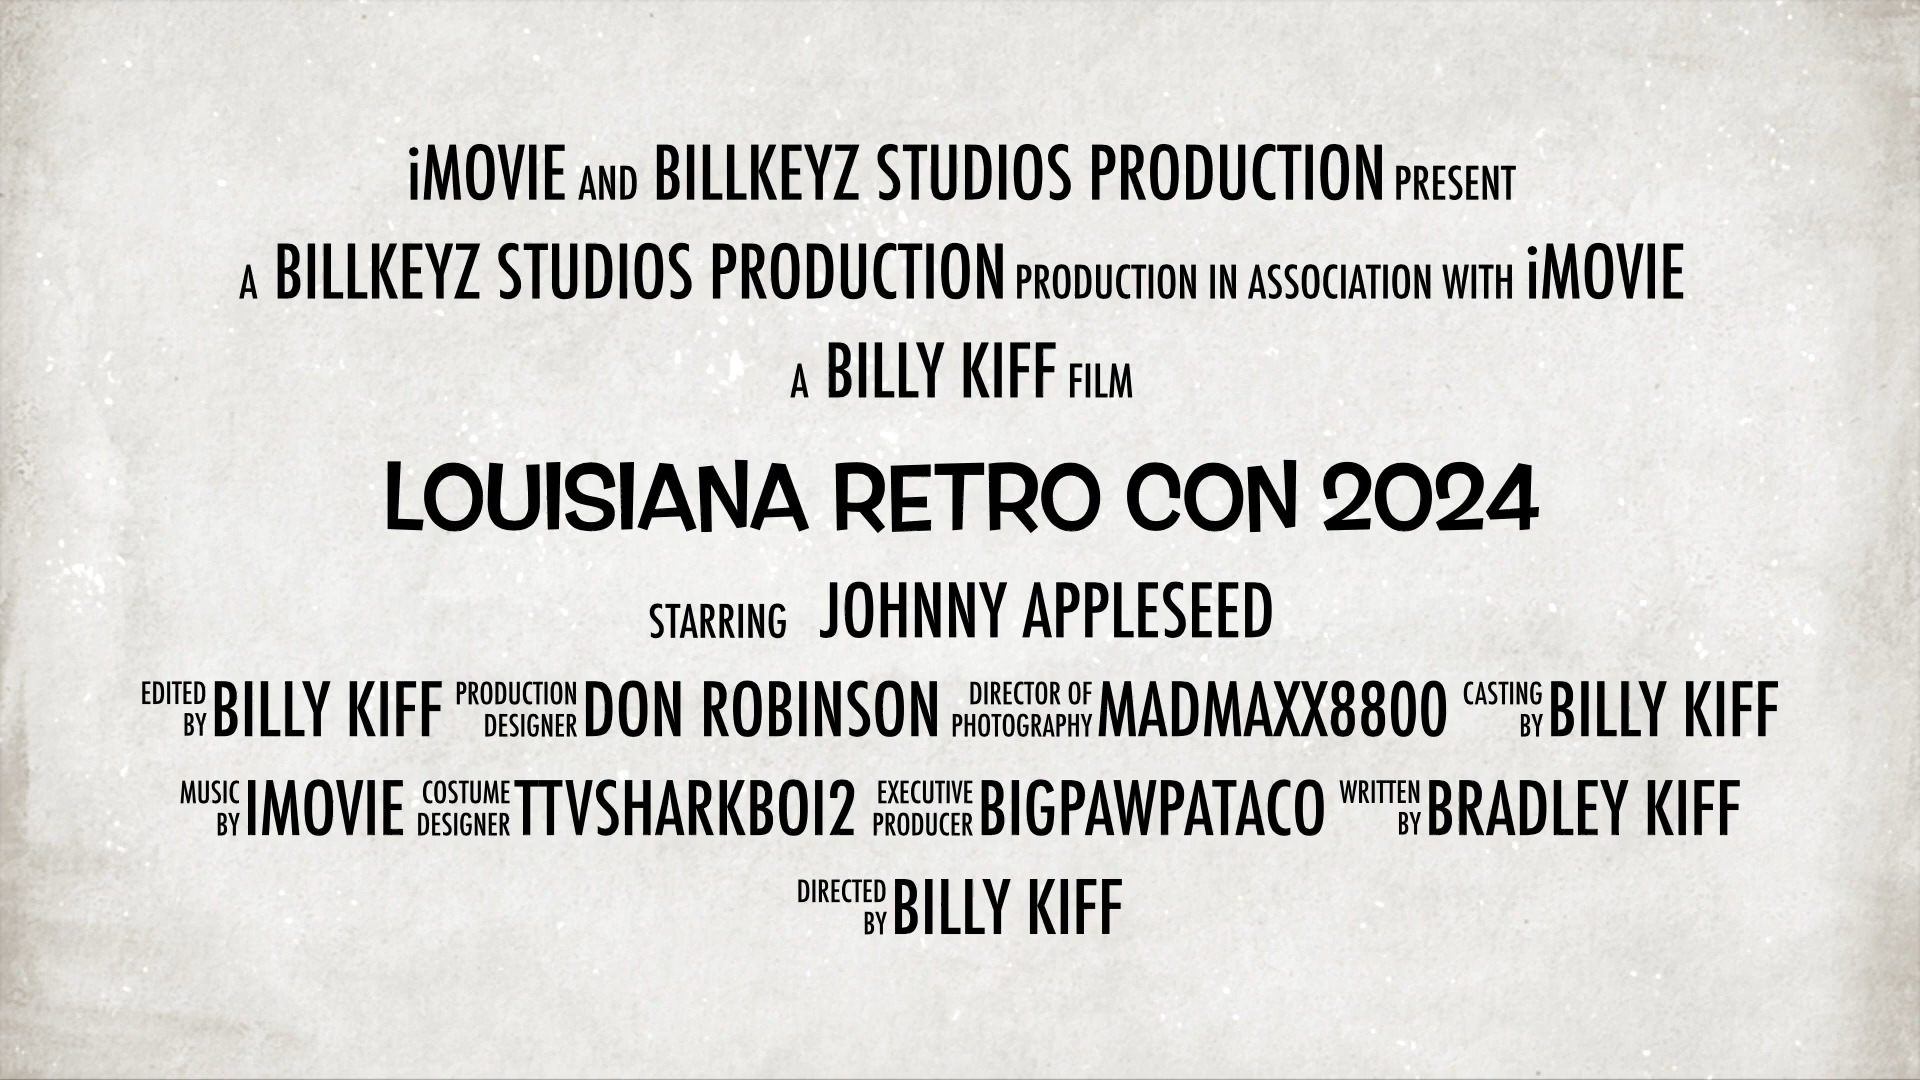 iMOVIE AND BILLKEYZ STUDIOS PRODUCTION PRESENT
A BILLKEYZ STUDIOS PRODUCTION PRODUCTION IN ASSOCIATION WITH iMOVIE
A BILLY KIFF FILM
LOUISIANA RETRO CON 2024
STARRING JOHNNY APPLESEED
EDITED BY BILLY KIFF PRODUCTION DESIGNER DON ROBINSON DIRECTOR OF PHOTOGRAPHY MADMAXX8800 CASTING BY BILLY KIFF
MUSIC BY IMOVIE COSTUME DESIGNER TTVSHARKBOI2 EXECUTIVE PRODUCER BIGPAWPATACO WRITTEN BY BRADLEY KIFF
DIRECTED BY BILLY KIFF